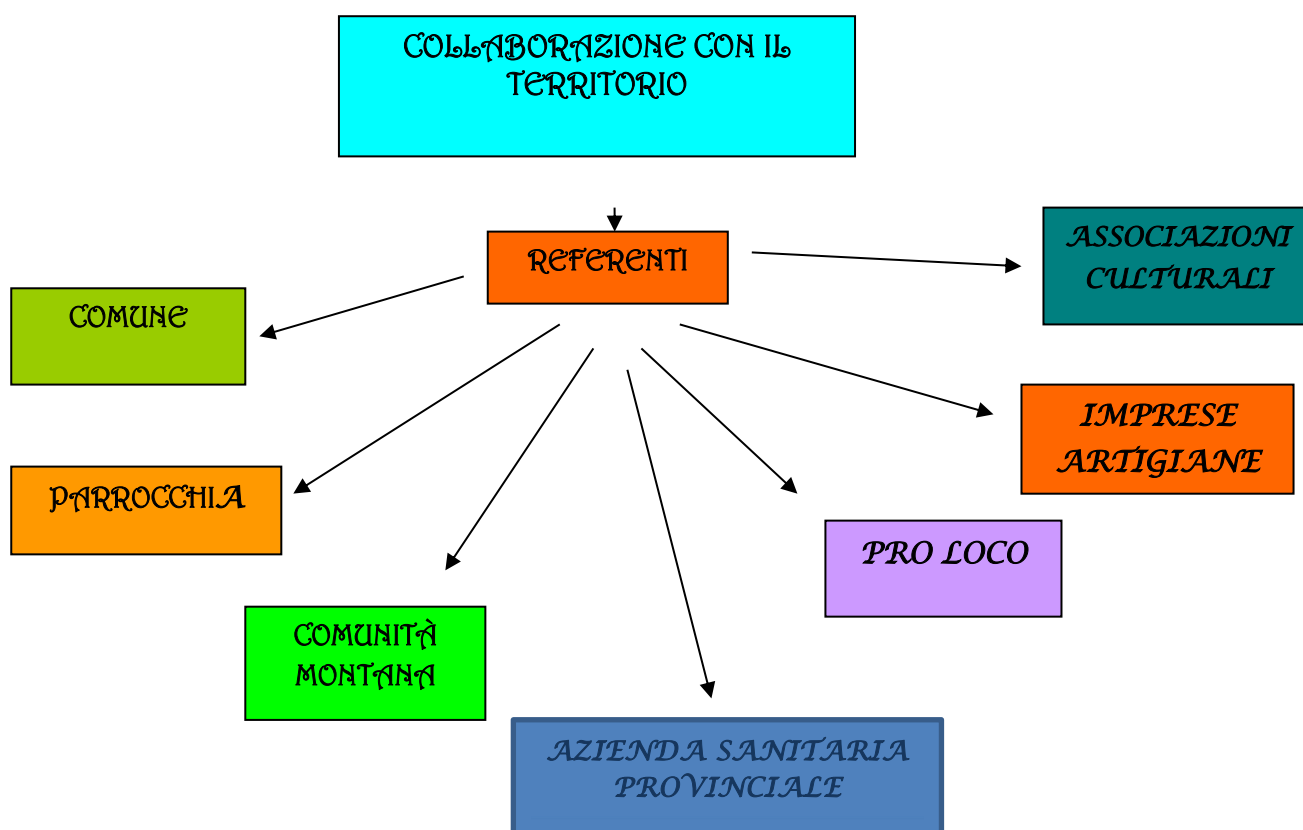 COLLABORAZIONE CON IL
TERRITORIO
REFERENTI
ASSOCIAZIONI
CULTURALI
COMUNE
IMPRESE
ARTIGIANE
PARROCCHIA
PRO LOCO
COMUNITÀ
MONTANA
AZIENDA SANITARIA
PROVINCIALE